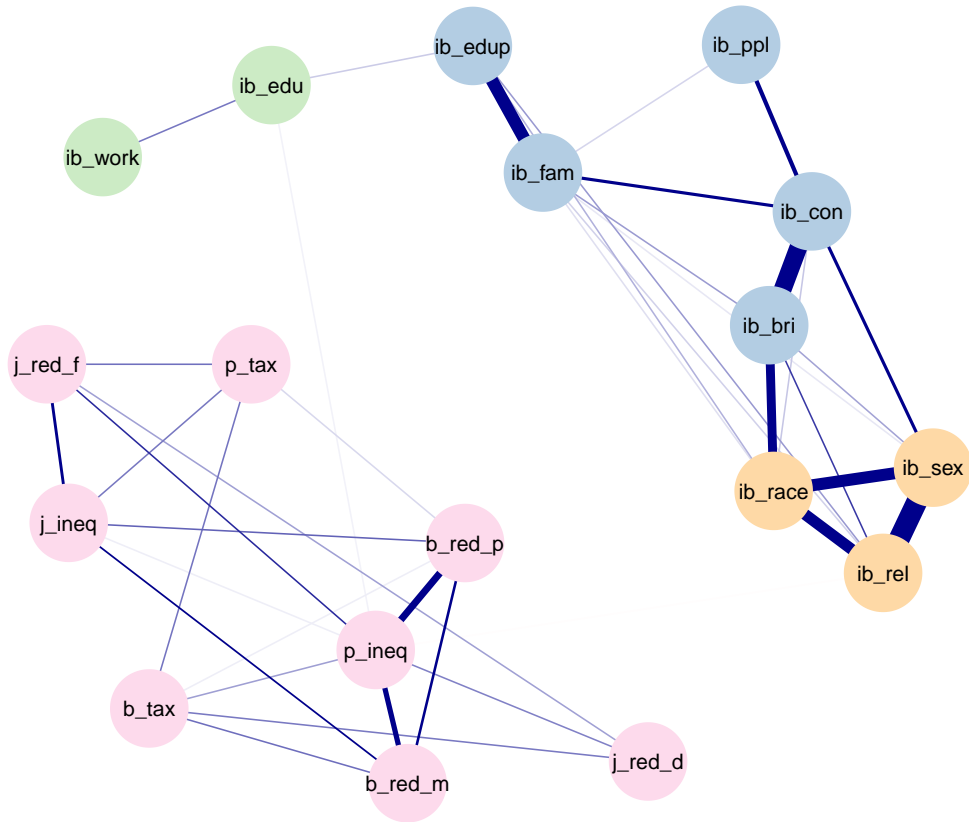 ib_edup
ib_ppl
ib_edu
ib_work
ib_fam
ib_con
ib_bri
j_red_f
p_tax
ib_sex
ib_race
j_ineq
b_red_p
ib_rel
p_ineq
b_tax
j_red_d
b_red_m